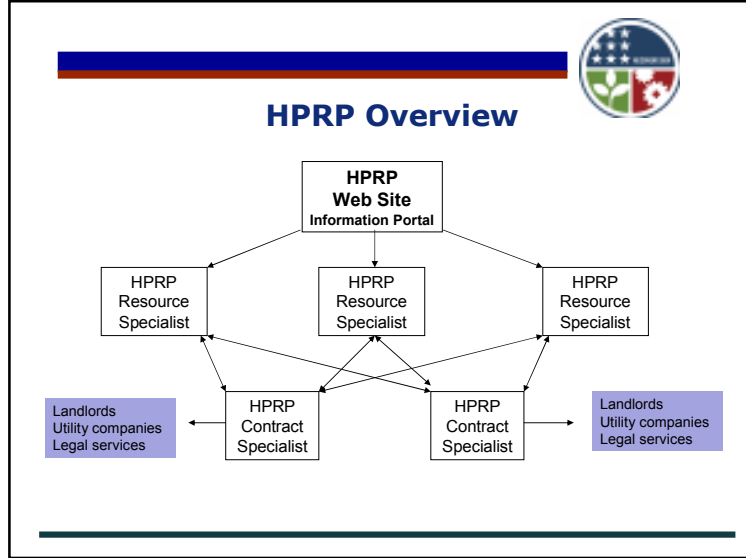 HPRP Overview
HPRP
Web Site
Information Portal
HPRP
Resource
Specialist
HPRP
Resource
Specialist
HPRP
Resource
Specialist
Landlords
Utility companies
Legal services
HPRP
Contract
Specialist
HPRP
Contract
Specialist
Landlords
Utility companies
Legal services